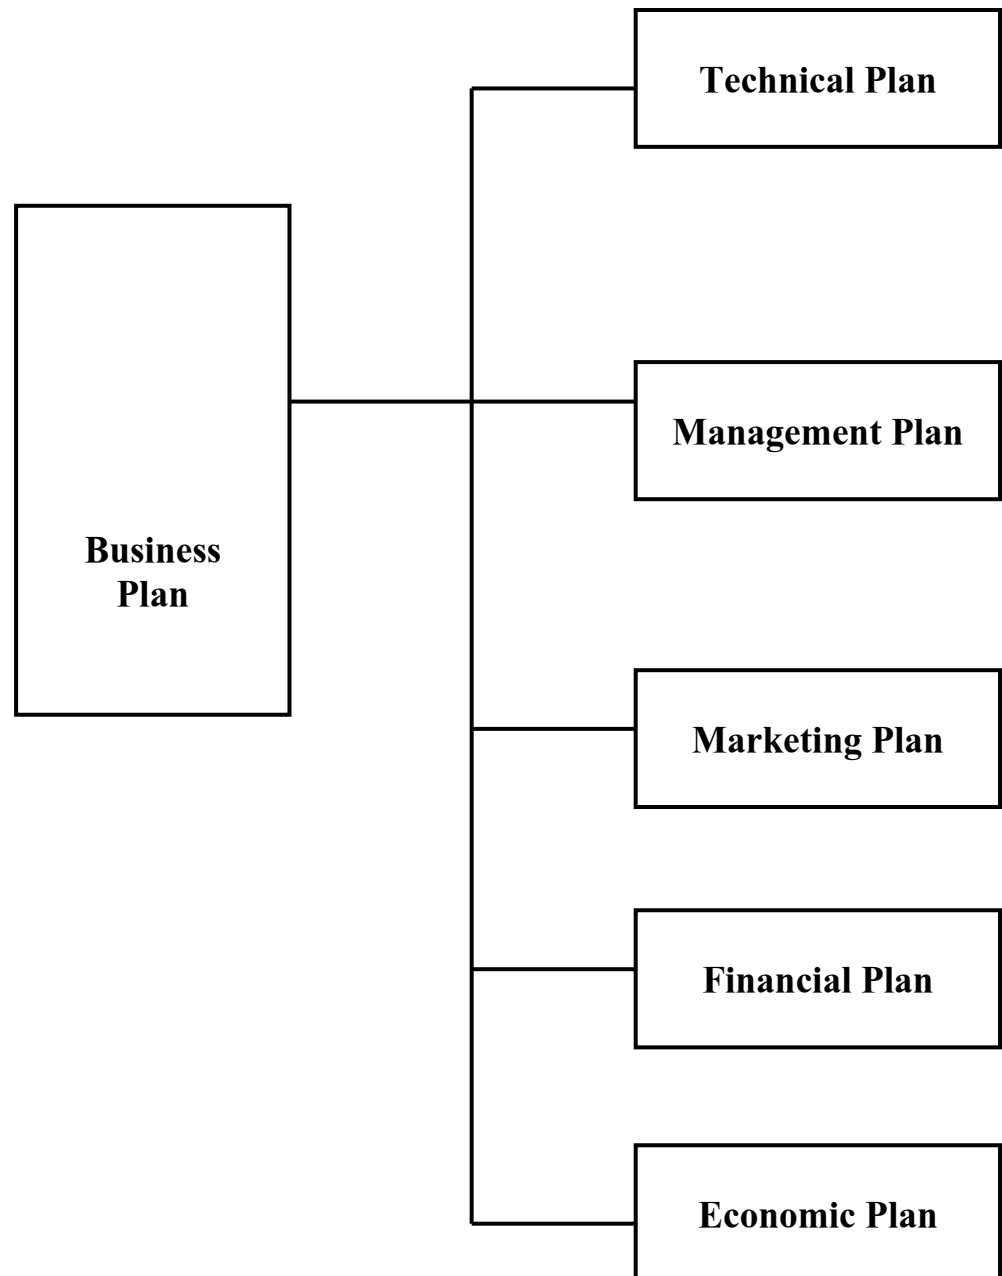 Technical Plan
Management Plan
Business
Plan
Marketing Plan
Financial Plan
Economic Plan